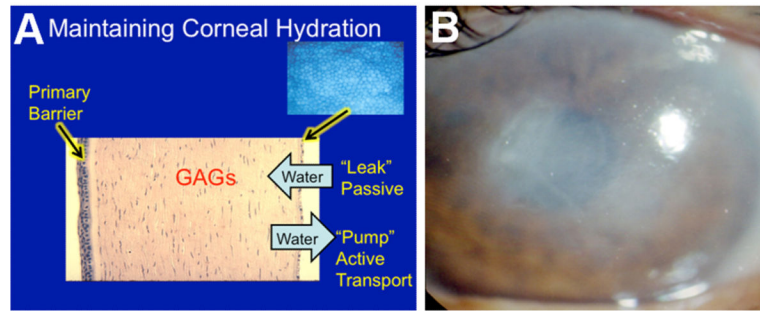 A Maintaining Corneal Hydration
Primary
Barrier
GAGs
Water
“Leak”
Passive
Water
“Pump”
Active
Transport
B